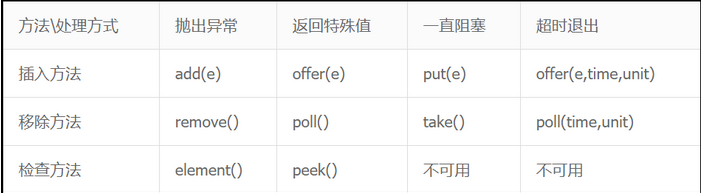 方法\处理方式 抛出异常 返回特殊值 一直阻塞 超时退出
插入方法 add(e) offer(e) put(e) offer(e,time,unit)
移除方法 remove() poll() take() poll(time,unit)
检查方法 element() peek() 不可用 不可用